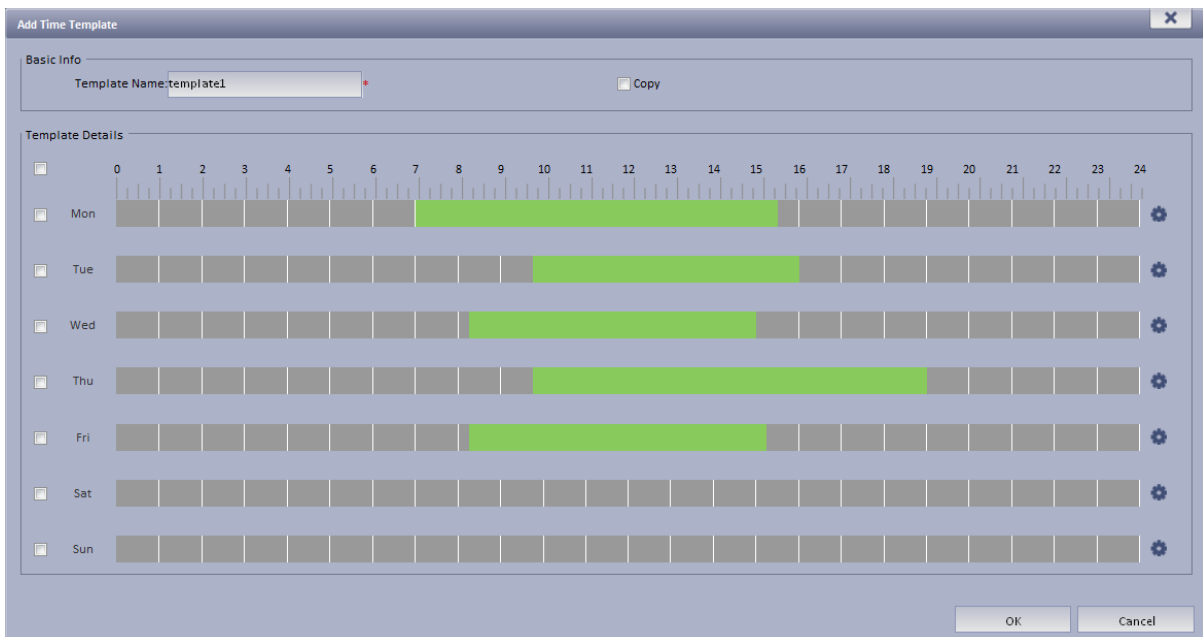 Add Time Template
Basic Info
Template Name:template1 * Copy
Template Details
0 1 2 3 4 5 6 7 8 9 10 11 12 13 14 15 16 17 18 19 20 21 22 23 24
Mon
Tue
Wed
Thu
Fri
Sat
Sun
OK Cancel